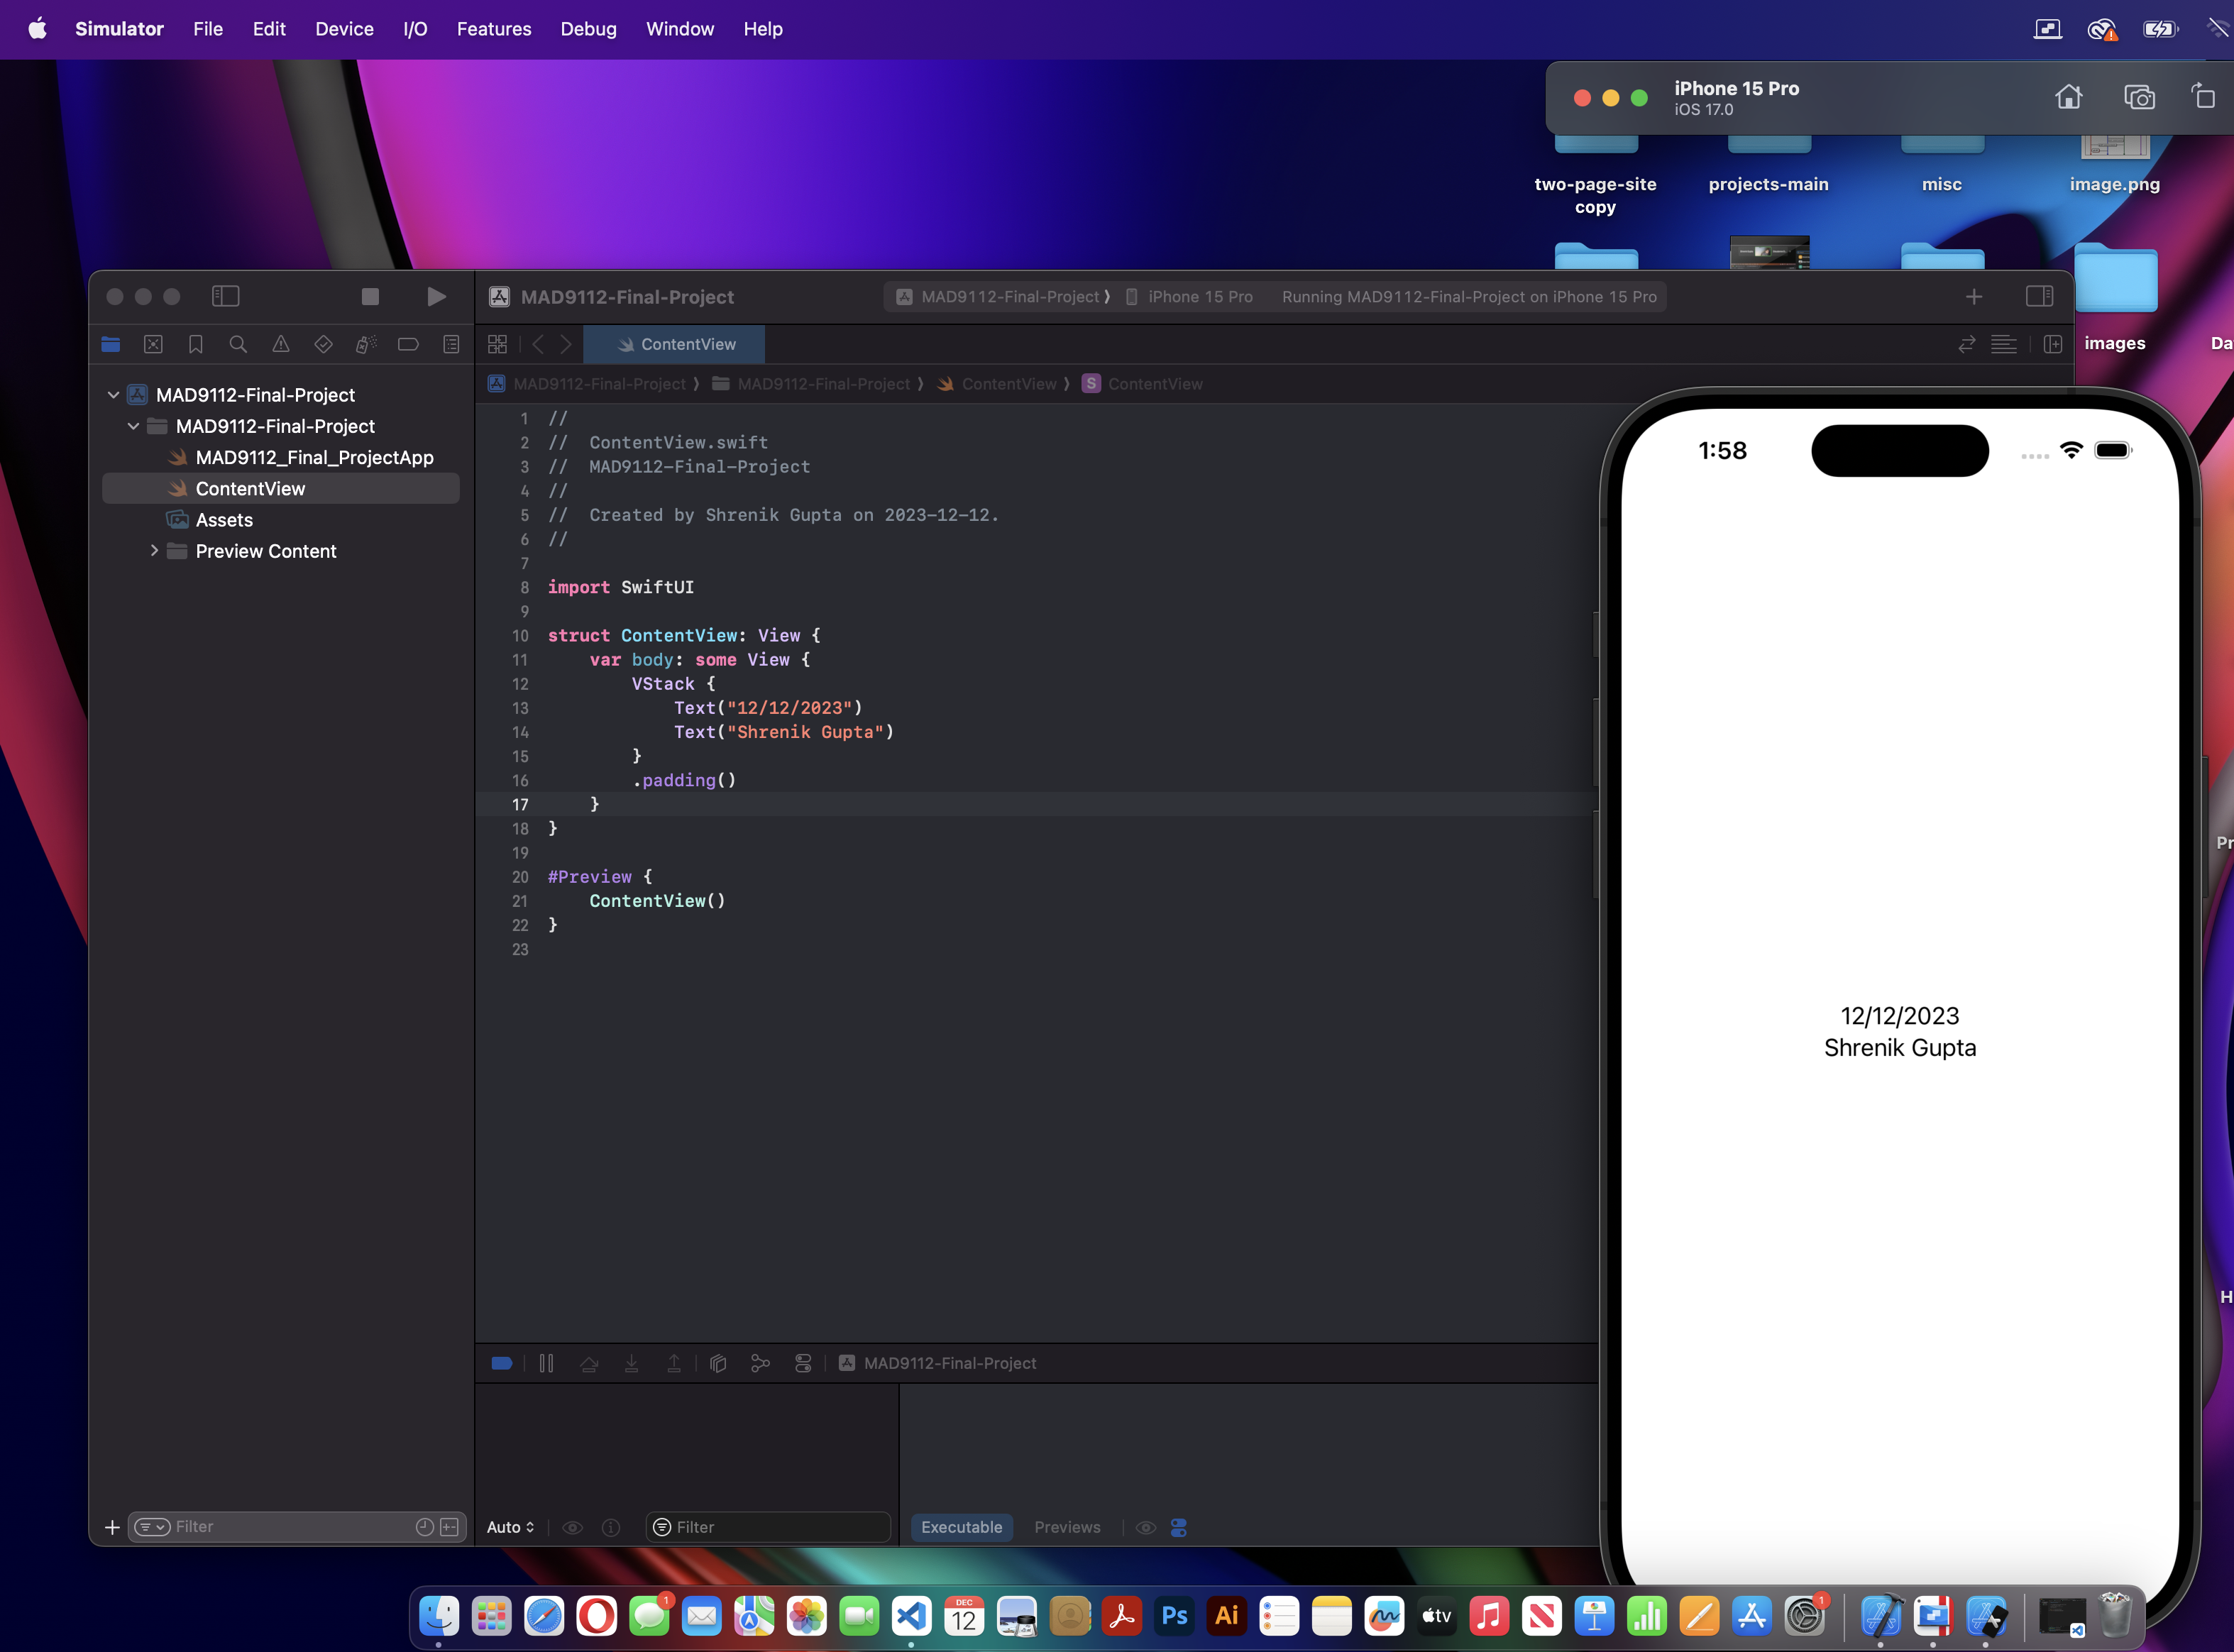 Simulator File Edit Device I/O Features Debug Window Help
iPhone 15 Pro
iOS 17.0
two-page-site copy
projects-main
misc
image.png
images
MAD9112-Final-Project
MAD9112-Final-Project ⟩ iPhone 15 Pro Running MAD9112-Final-Project on iPhone 15 Pro
ContentView
MAD9112-Final-Project ⟩ MAD9112-Final-Project ⟩ ContentView ⟩ S ContentView
MAD9112-Final-Project
MAD9112-Final-Project
MAD9112_Final_ProjectApp
ContentView
Assets
Preview Content
1 //
2 //  ContentView.swift
3 //  MAD9112-Final-Project
4 //
5 //  Created by Shrenik Gupta on 2023-12-12.
6 //
7
8 import SwiftUI
9
10 struct ContentView: View {
11     var body: some View {
12         VStack {
13             Text("12/12/2023")
14             Text("Shrenik Gupta")
15         }
16         .padding()
17     }
18 }
19
20 #Preview {
21     ContentView()
22 }
23
1:58
12/12/2023
Shrenik Gupta
MAD9112-Final-Project
Filter
Auto
Filter
Executable Previews
1
DEC
12
Ps
Ai
tv
1